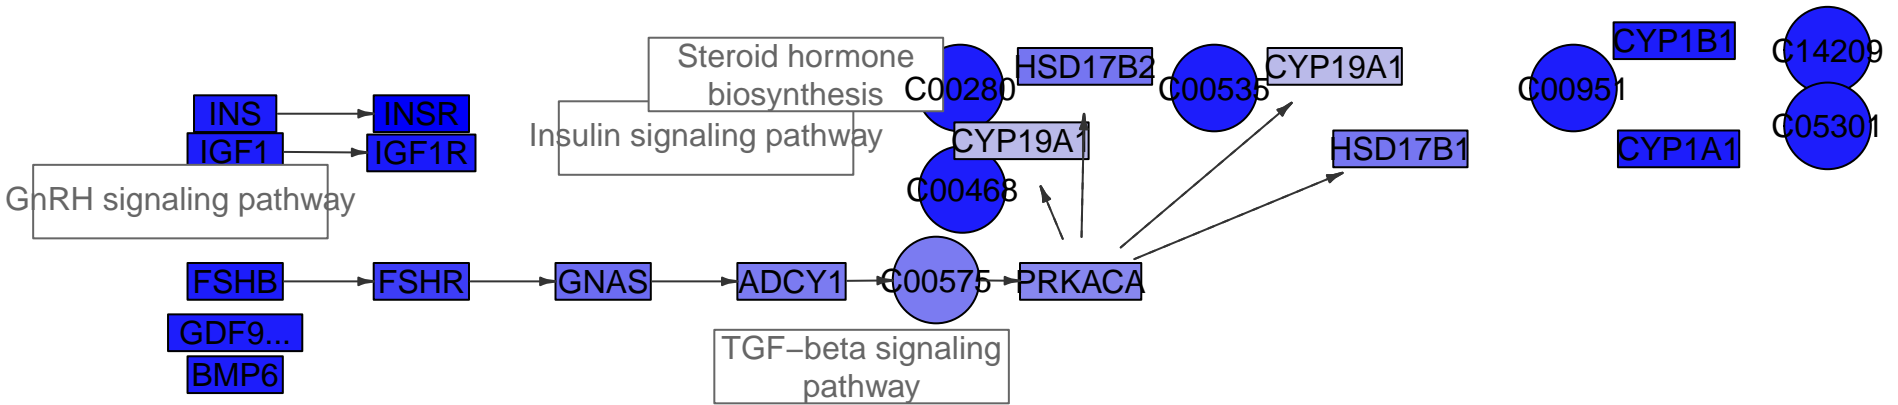 Steroid hormone
biosynthesis
C00280
HSD17B2
C00535
CYP19A1
C00951
CYP1B1
C14209
INS
INSR
Insulin signaling pathway
CYP19A1
HSD17B1
CYP1A1
C05301
IGF1
IGF1R
GnRH signaling pathway
C00468
FSHB
FSHR
GNAS
ADCY1
C00575
PRKACA
GDF9...
BMP6
TGF−beta signaling
pathway